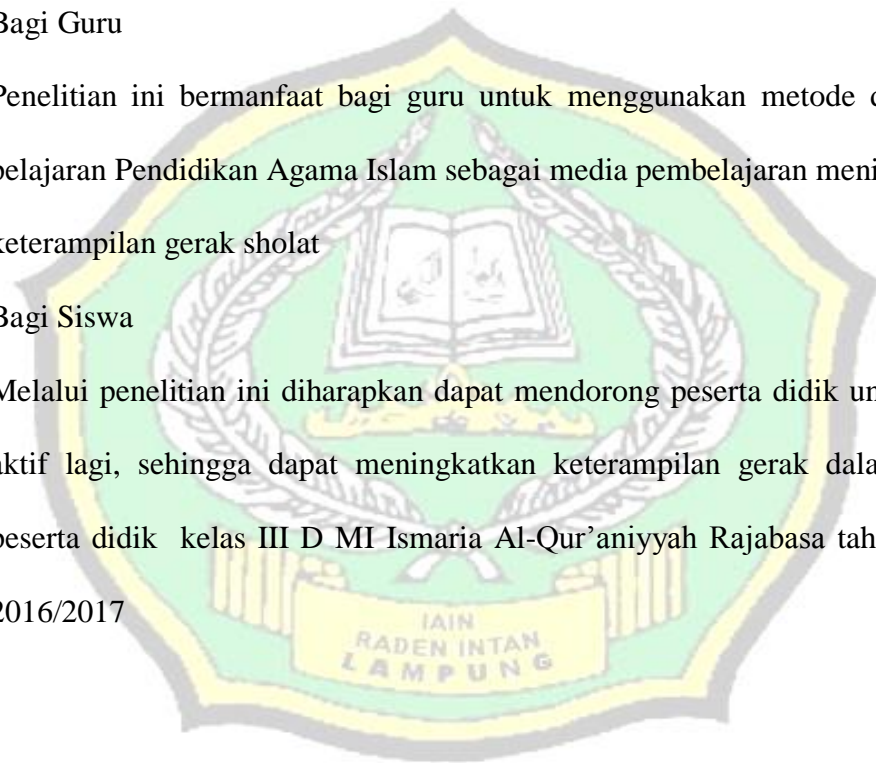 Bagi Guru
Penelitian ini bermanfaat bagi guru untuk menggunakan metode
pelajaran Pendidikan Agama Islam sebagai media pembelajaran
keterampilan gerak sholat
Bagi Siswa
Melalui penelitian ini diharapkan dapat mendorong peserta didik
aktif lagi, sehingga dapat meningkatkan keterampilan gerak
peserta didik kelas III D MI Ismaria Al-Qur’aniyyah Rajabasa
2016/2017
IAIN
RADEN INTAN
LAMPUNG